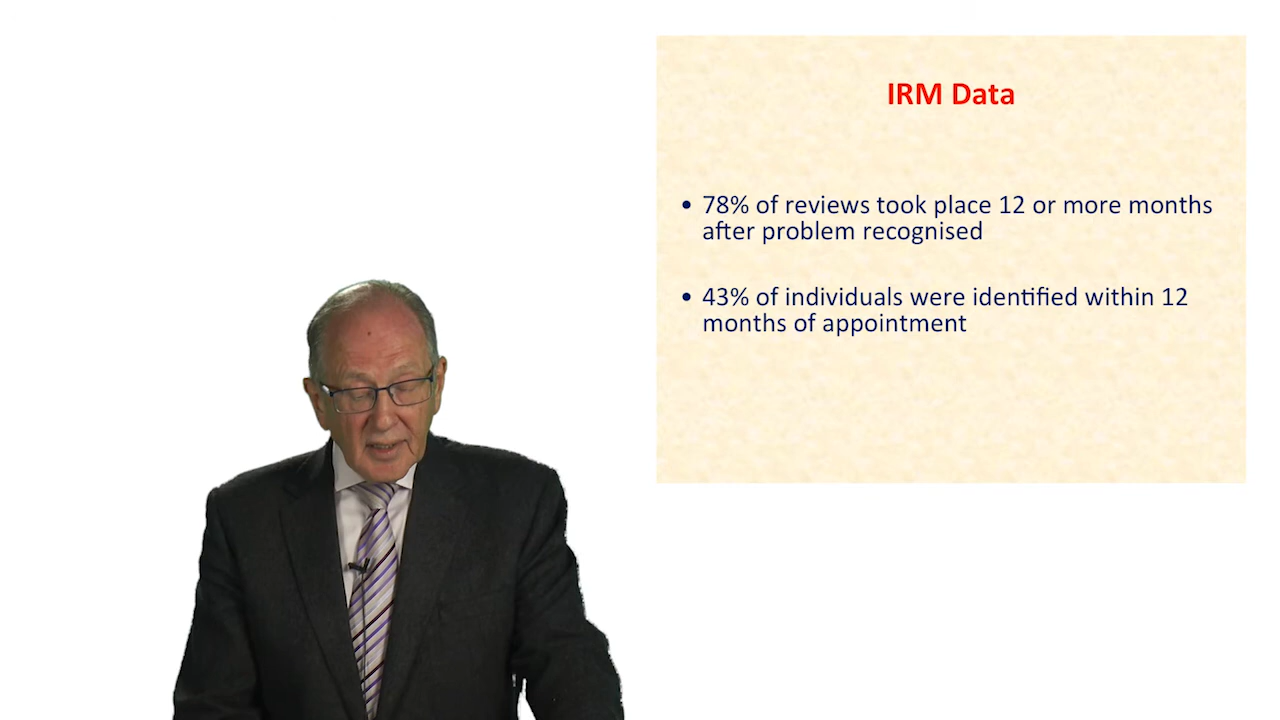 IRM Data
• 78% of reviews took place 12 or more months
after problem recognised
• 43% of individuals were identified within 12
months of appointment